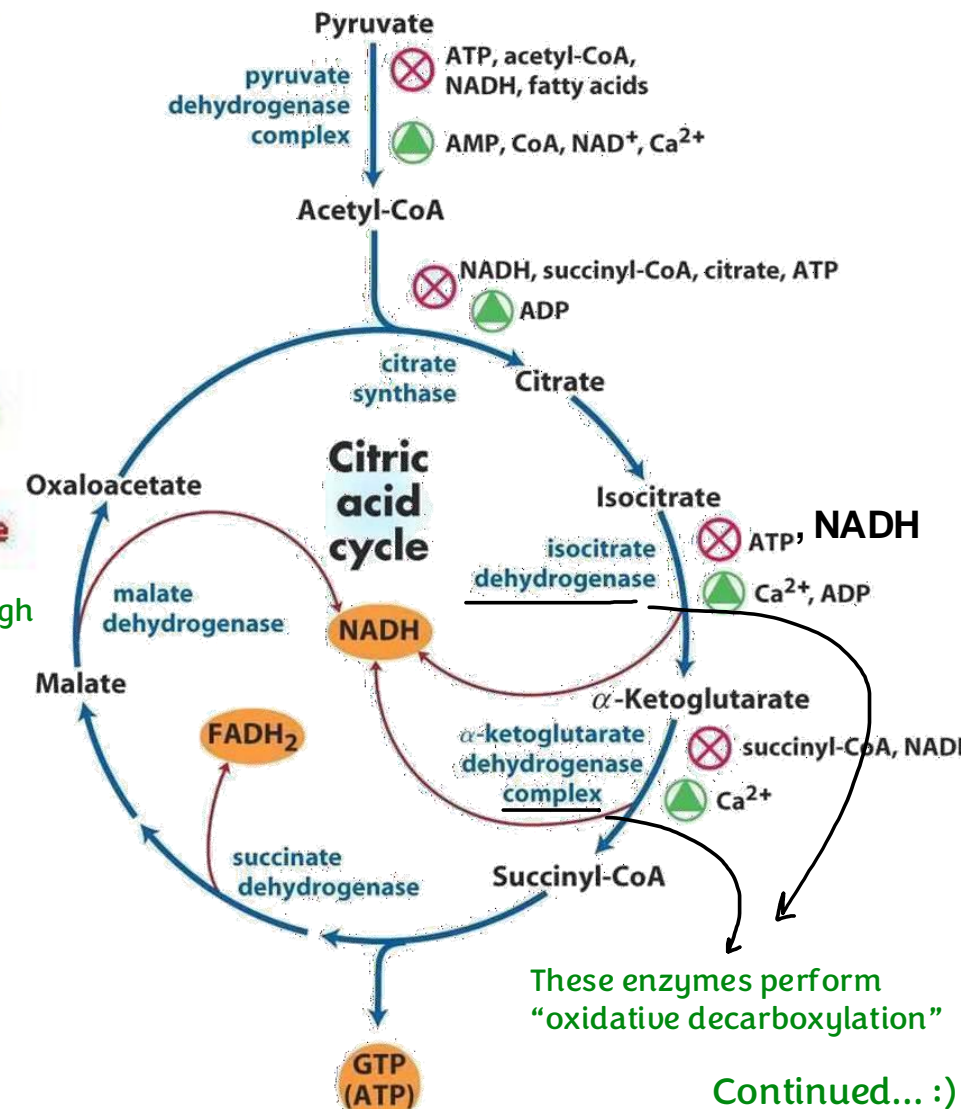 Pyruvate
pyruvate
dehydrogenase
complex
ATP, acetyl-CoA,
NADH, fatty acids
AMP, CoA, NAD⁺, Ca²⁺
Acetyl-CoA
NADH, succinyl-CoA, citrate, ATP
ADP
citrate
synthase
Citrate
Citric
acid
cycle
Oxaloacetate
Isocitrate
ATP, NADH
isocitrate
dehydrogenase
Ca²⁺, ADP
malate
dehydrogenase
NADH
Malate
α-Ketoglutarate
FADH₂
α-ketoglutarate
dehydrogenase
complex
succinyl-CoA,
Ca²⁺
succinate
dehydrogenase
Succinyl-CoA
These enzymes perform
“oxidative decarboxylation”
GTP
(ATP)
Continued... :)